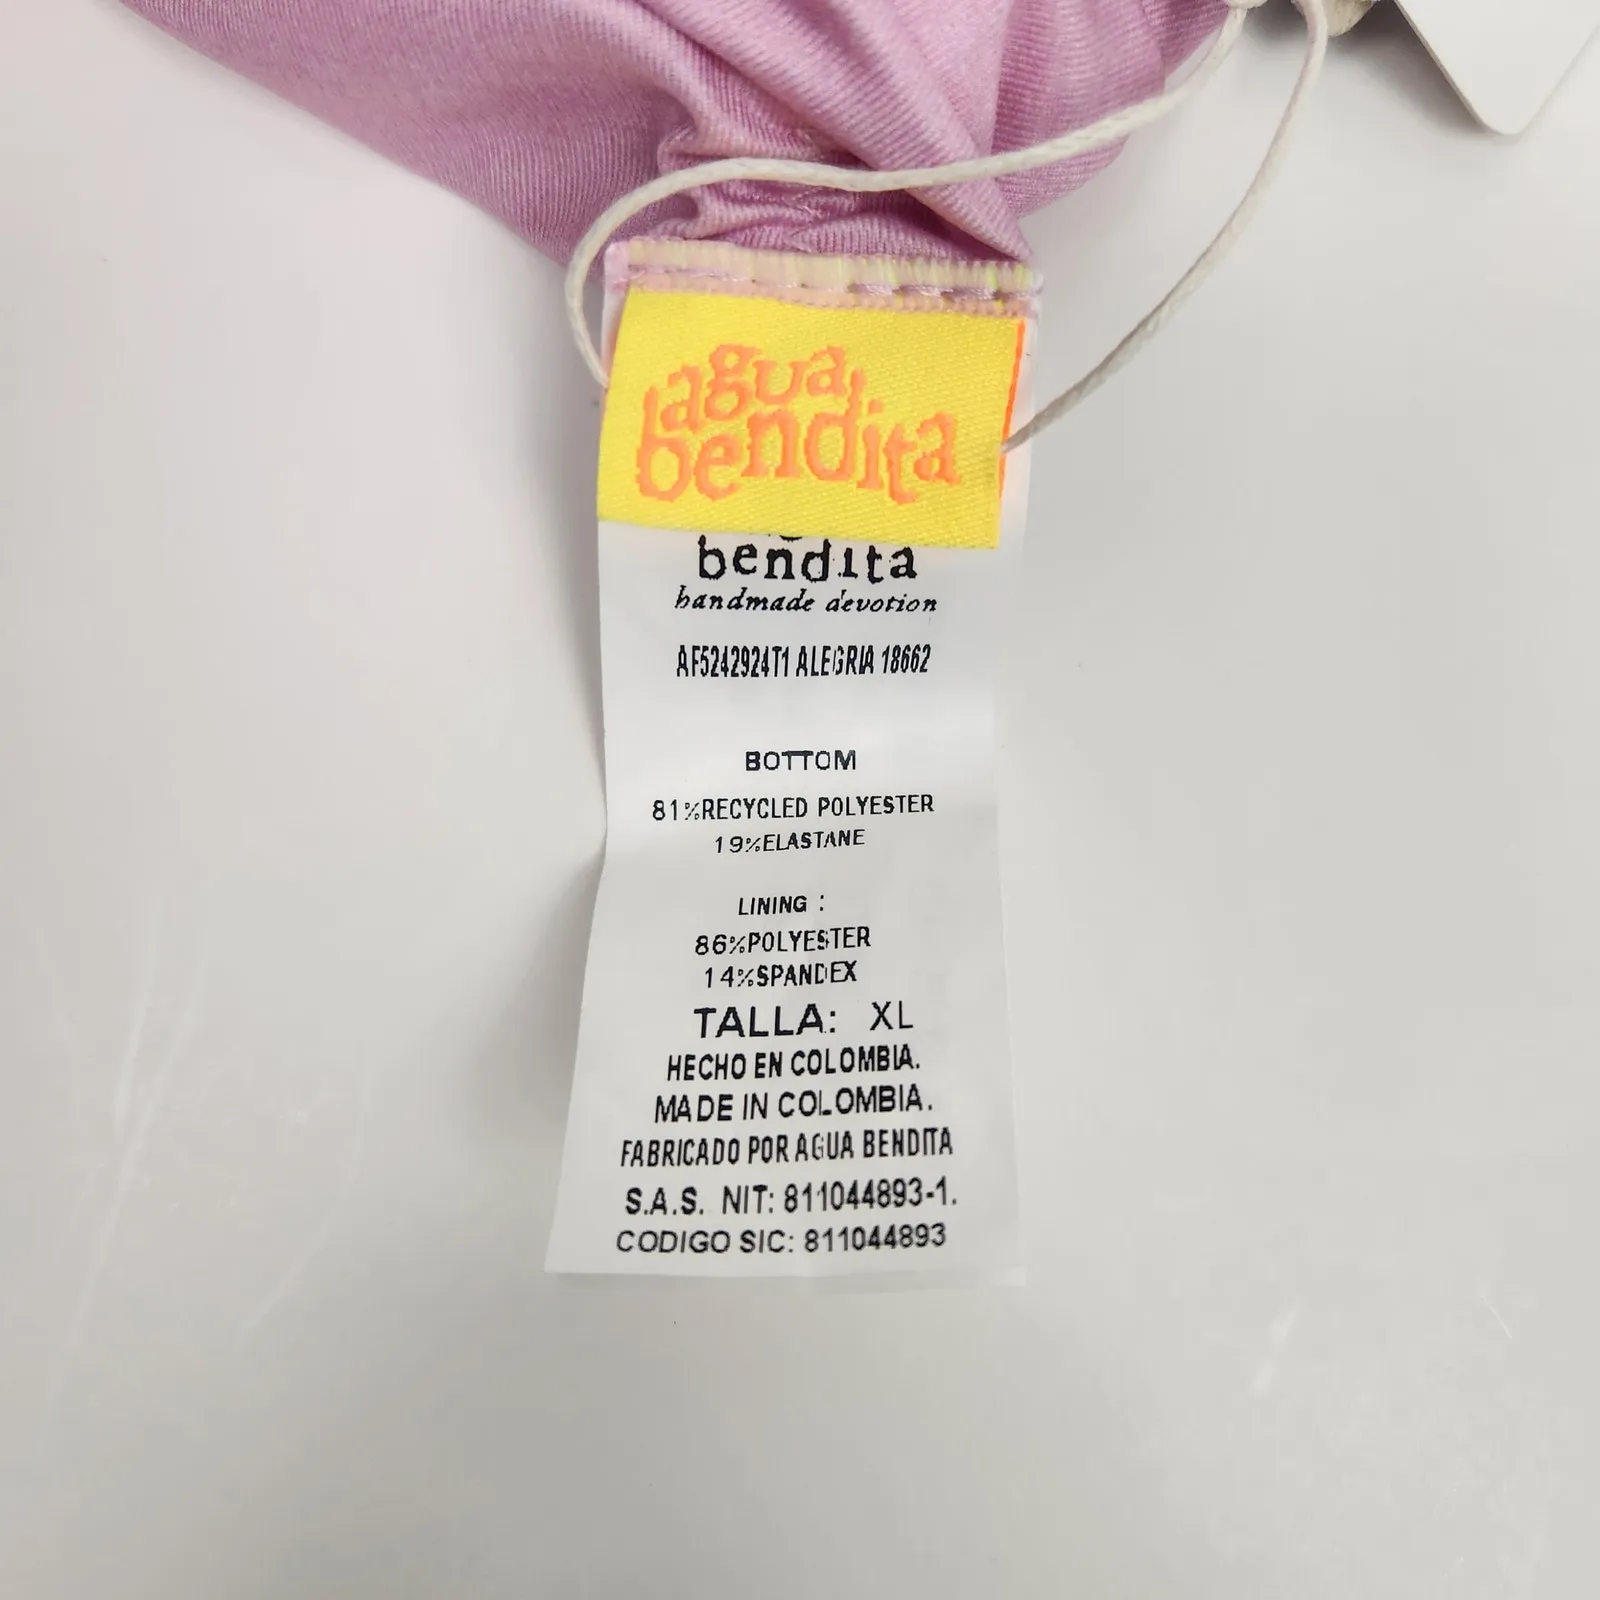 agua
bendita
bendita
handmade devotion
AF5242924T1 ALEGRIA 18662
BOTTOM
81%RECYCLED POLYESTER
19%ELASTANE
LINING :
86%POLYESTER
14%SPANDEX
TALLA: XL
HECHO EN COLOMBIA.
MADE IN COLOMBIA.
FABRICADO POR AGUA BENDITA
S.A.S. NIT: 811044893-1.
CODIGO SIC: 811044893